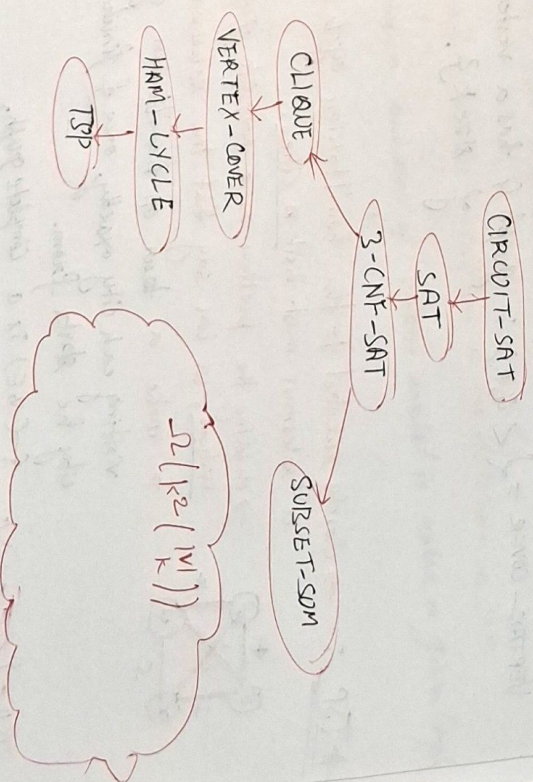 CIRCUIT-SAT
SAT
3-CNF-SAT
CLIQUE
SUBSET-SUM
VERTEX-COVER
HAM-CYCLE
TSP
Ω(k²(|V| k))